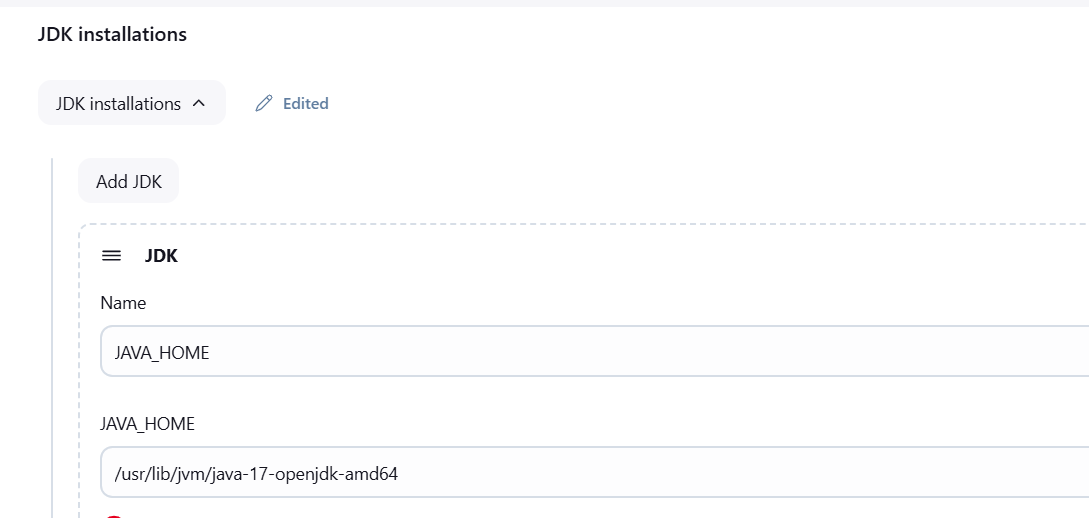 JDK installations
JDK installations
Edited
Add JDK
JDK
Name
JAVA_HOME
JAVA_HOME
/usr/lib/jvm/java-17-openjdk-amd64